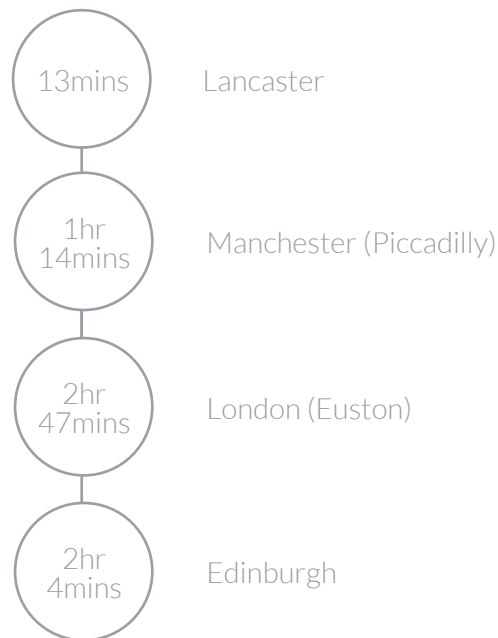 13mins
Lancaster
1hr
14mins
Manchester (Piccadilly)
2hr
47mins
London (Euston)
2hr
4mins
Edinburgh